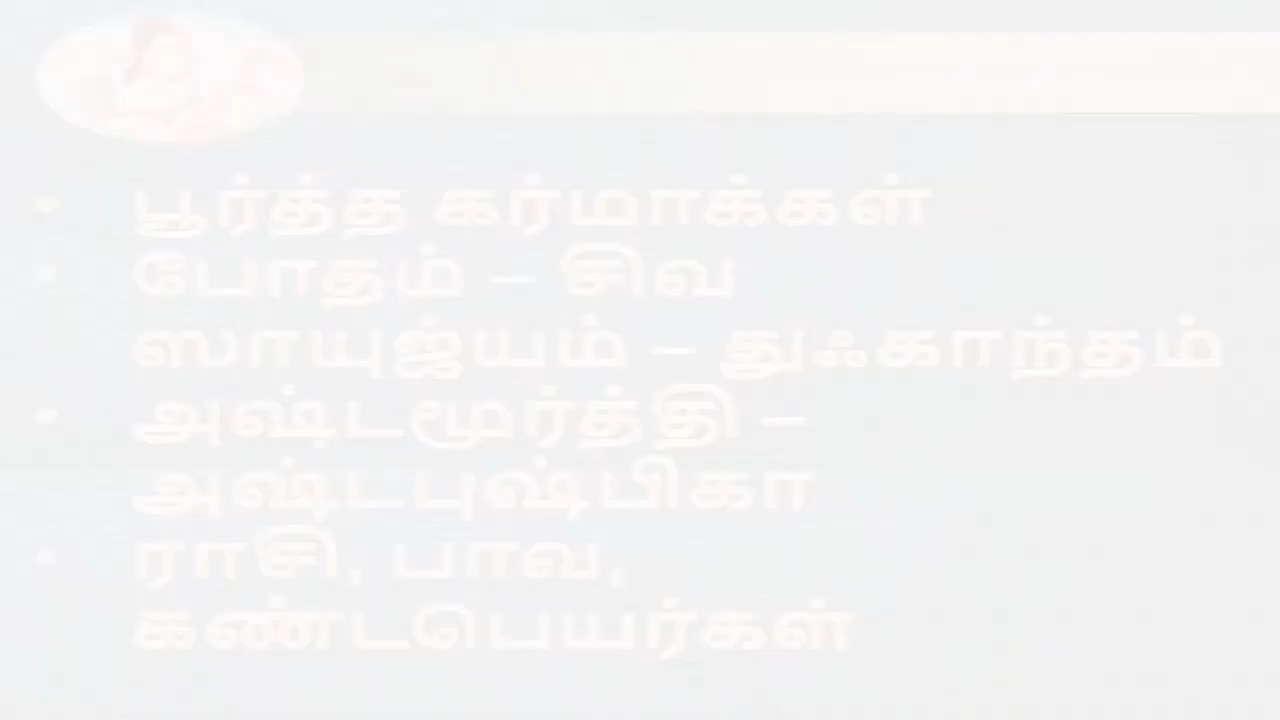 • பூர்த்த கர்மாக்கள்
• போதம் – சிவ
ஸாயுஜ்யம் – துஃகாந்தம்
• அஷ்டமூர்த்தி –
அஷ்டபுஷ்பிகா
• ராசி, பாவ,
கண்டபெயர்கள்